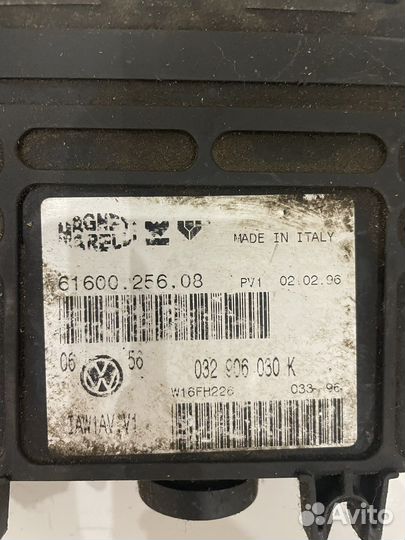 MAGNETI
MARELLI
MADE IN ITALY
61600.256.08 PV1 02.02.96
06 56
032 906 030 K
W16FH226 033-96
IAW1AV V1
Avito